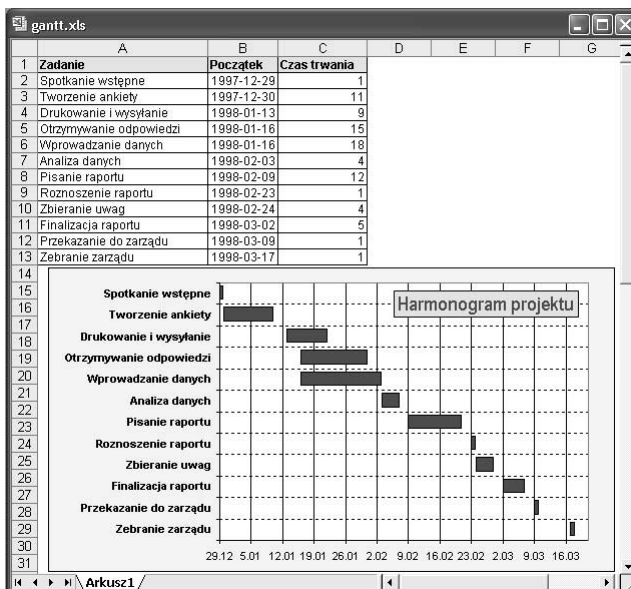 gantt.xls
A B C D E F G
1 Zadanie Początek Czas trwania
2 Spotkanie wstępne 1997-12-29 1
3 Tworzenie ankiety 1997-12-30 11
4 Drukowanie i wysyłanie 1998-01-13 9
5 Otrzymywanie odpowiedzi 1998-01-16 15
6 Wprowadzanie danych 1998-01-16 18
7 Analiza danych 1998-02-03 4
8 Pisanie raportu 1998-02-09 12
9 Roznoszenie raportu 1998-02-23 1
10 Zbieranie uwag 1998-02-24 4
11 Finalizacja raportu 1998-03-02 5
12 Przekazanie do zarządu 1998-03-09 1
13 Zebranie zarządu 1998-03-17 1
14
15 Spotkanie wstępne
16 Tworzenie ankiety Harmonogram projektu
17
18 Drukowanie i wysyłanie
19 Otrzymywanie odpowiedzi
20 Wprowadzanie danych
21 Analiza danych
22
23 Pisanie raportu
24 Roznoszenie raportu
25 Zbieranie uwag
26 Finalizacja raportu
27
28 Przekazanie do zarządu
29 Zebranie zarządu
30
31 29.12 5.01 12.01 19.01 26.01 2.02 9.02 16.02 23.02 2.03 9.03 16.03
Arkusz1